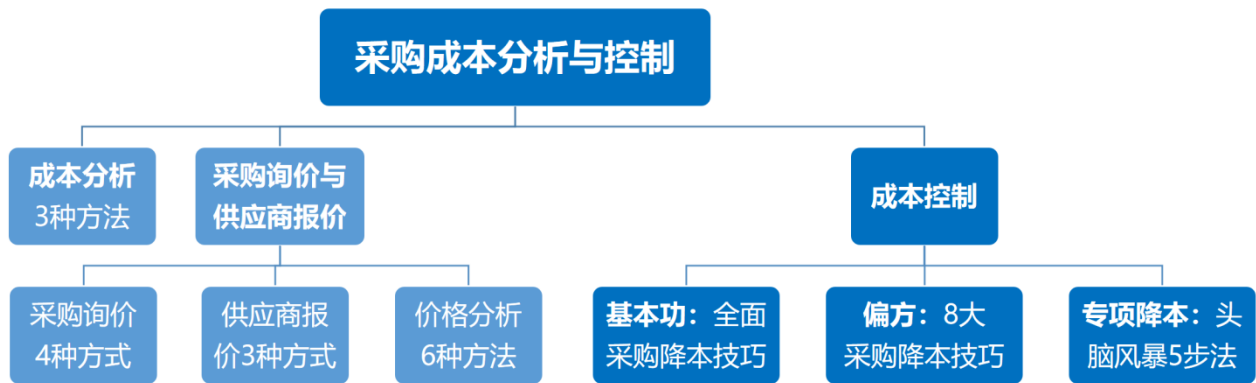 采购成本分析与控制
成本分析
3种方法
采购询价与
供应商报价
成本控制
采购询价
4种方式
供应商报
价3种方式
价格分析
6种方法
基本功：全面
采购降本技巧
偏方：8大
采购降本技巧
专项降本：头
脑风暴5步法